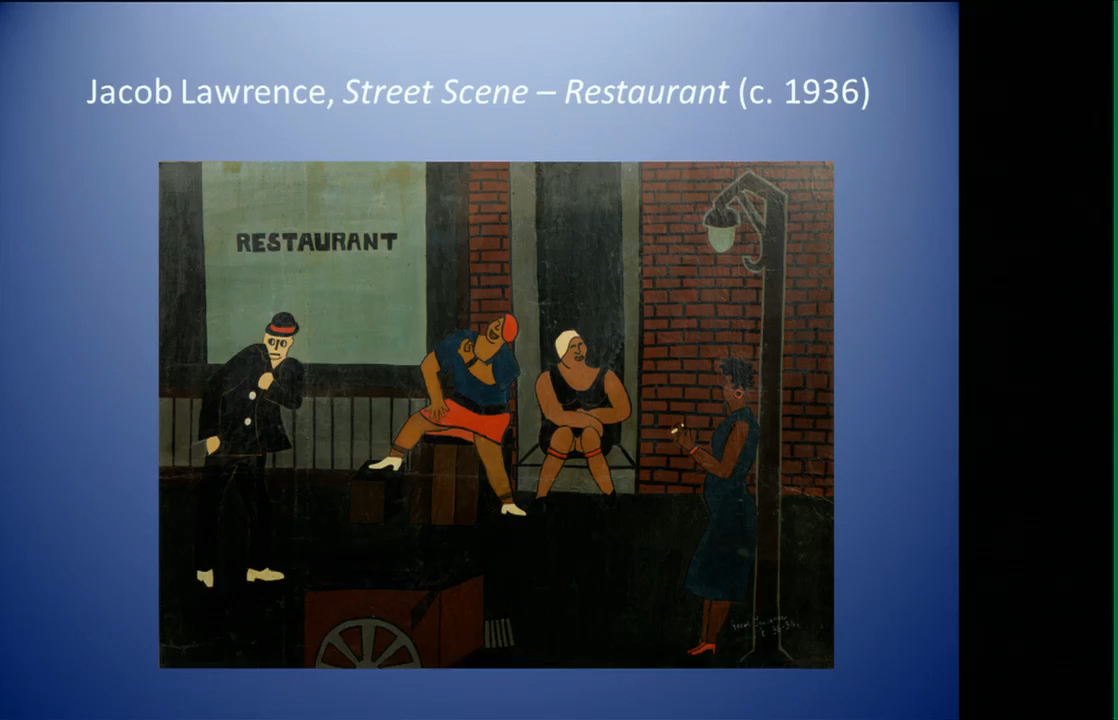 Jacob Lawrence, Street Scene – Restaurant (c. 1936)
RESTAURANT